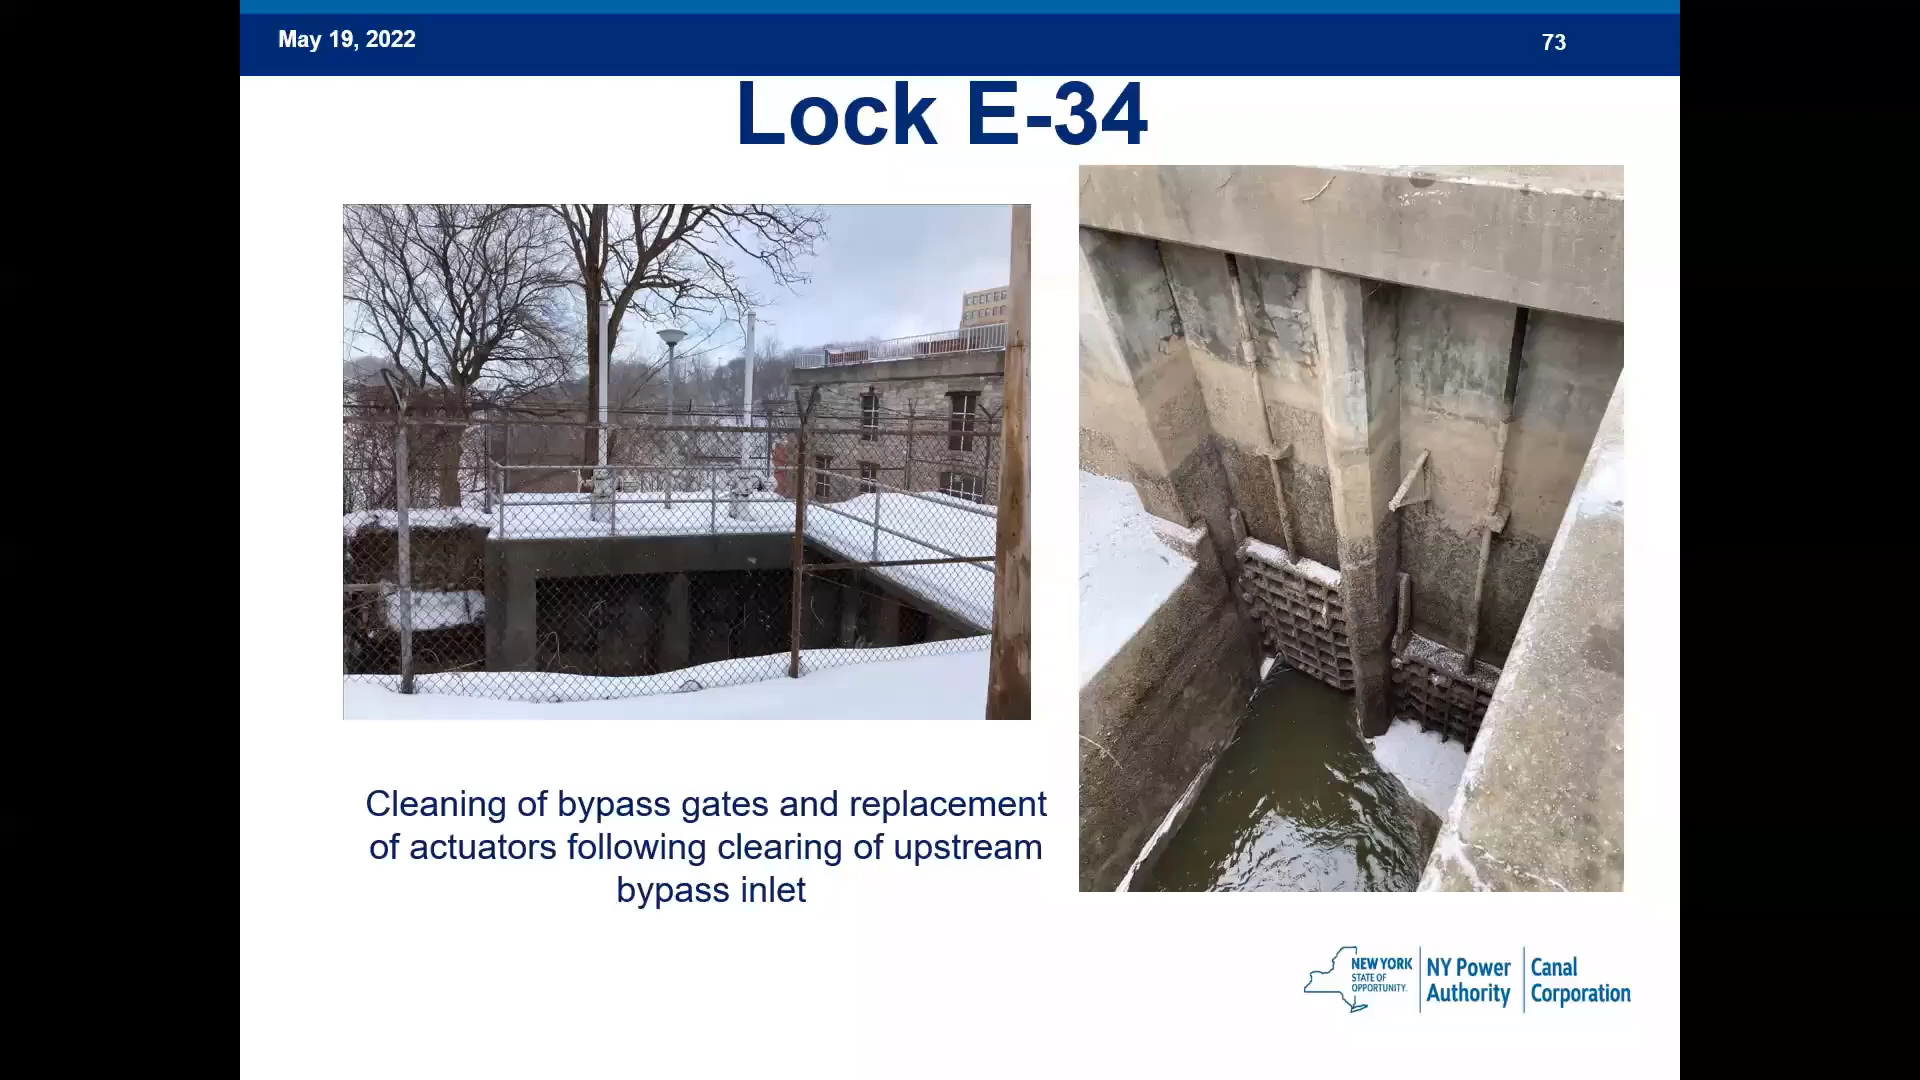 May 19, 2022
73
Lock E-34
Cleaning of bypass gates and replacement
of actuators following clearing of upstream
bypass inlet
NEW YORK
STATE OF
OPPORTUNITY.
NY Power
Authority
Canal
Corporation